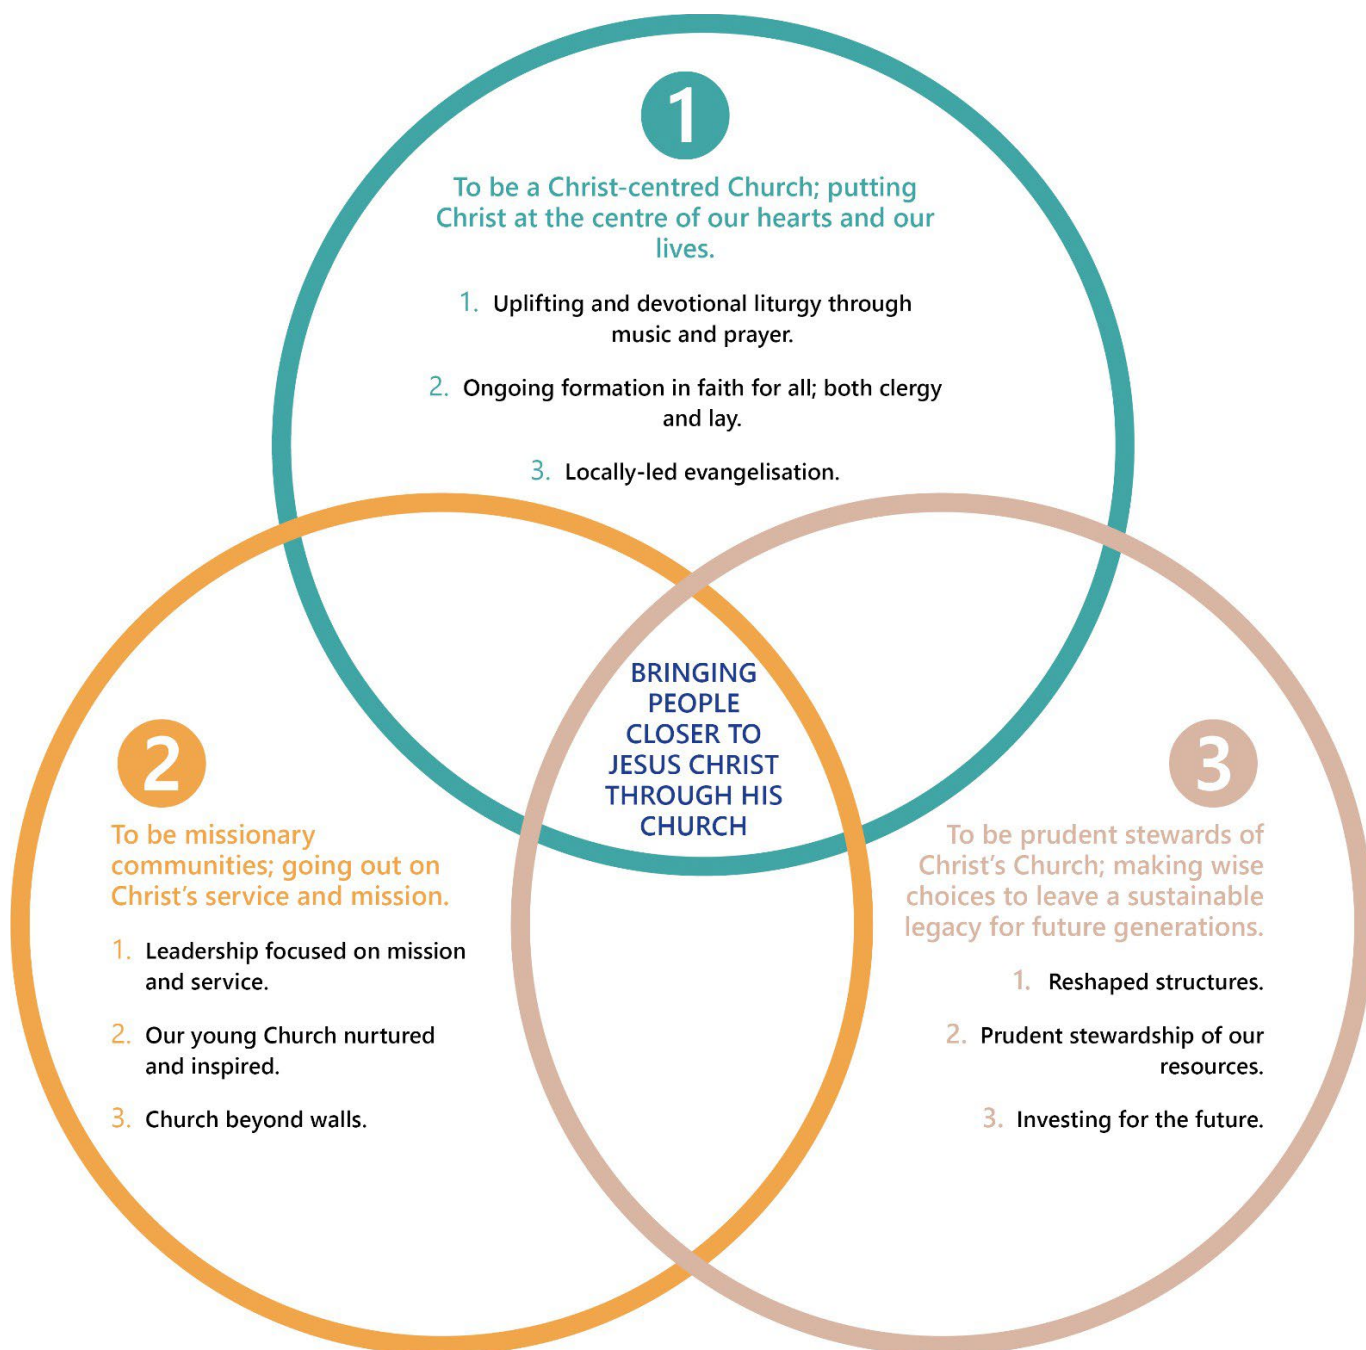 1
To be a Christ-centred Church; putting
Christ at the centre of our hearts and our
lives.
1. Uplifting and devotional liturgy through
music and prayer.
2. Ongoing formation in faith for all; both clergy
and lay.
3. Locally-led evangelisation.
BRINGING
PEOPLE
CLOSER TO
JESUS CHRIST
THROUGH HIS
CHURCH
2
To be missionary
communities; going out on
Christ’s service and mission.
1. Leadership focused on mission
and service.
2. Our young Church nurtured
and inspired.
3. Church beyond walls.
3
To be prudent stewards of
Christ’s Church; making wise
choices to leave a sustainable
legacy for future generations.
1. Reshaped structures.
2. Prudent stewardship of our
resources.
3. Investing for the future.